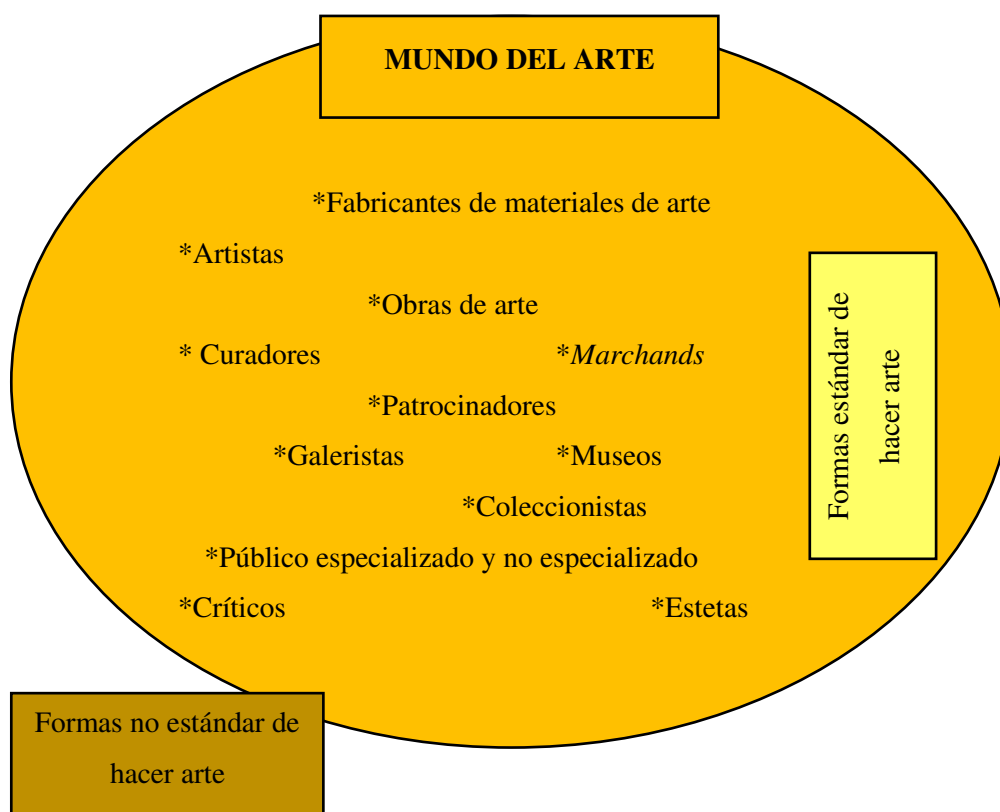 MUNDO DEL ARTE
*Fabricantes de materiales de arte
*Artistas
*Obras de arte
* Curadores
*Marchands
*Patrocinadores
*Galeristas
*Museos
*Coleccionistas
*Público especializado y no especializado
*Críticos
*Estetas
Formas estándar de
hacer arte
Formas no estándar de
hacer arte